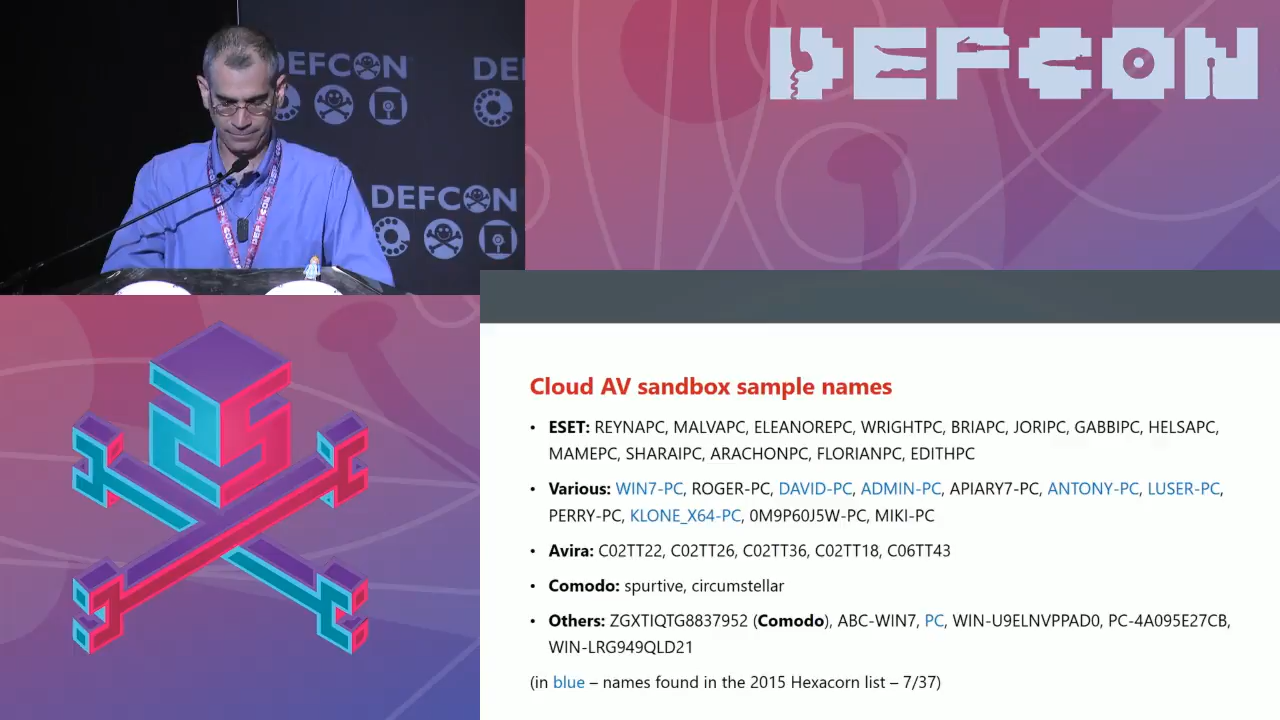 DEFCON
DEF
DEFCON
DEFCON
DEFCON
Cloud AV sandbox sample names
• ESET: REYNAPC, MALVAPC, ELEANOREPC, WRIGHTPC, BRIAPC, JORIPC, GABBIPC, HELSAPC,
MAMEPC, SHARAIPC, ARACHONPC, FLORIANPC, EDITHPC
• Various: WIN7-PC, ROGER-PC, DAVID-PC, ADMIN-PC, APIARY7-PC, ANTONY-PC, LUSER-PC,
PERRY-PC, KLONE_X64-PC, 0M9P60J5W-PC, MIKI-PC
• Avira: C02TT22, C02TT26, C02TT36, C02TT18, C06TT43
• Comodo: spurtive, circumstellar
• Others: ZGXTIQTG8837952 (Comodo), ABC-WIN7, PC, WIN-U9ELNVPPAD0, PC-4A095E27CB,
WIN-LRG949QLD21
(in blue – names found in the 2015 Hexacorn list – 7/37)